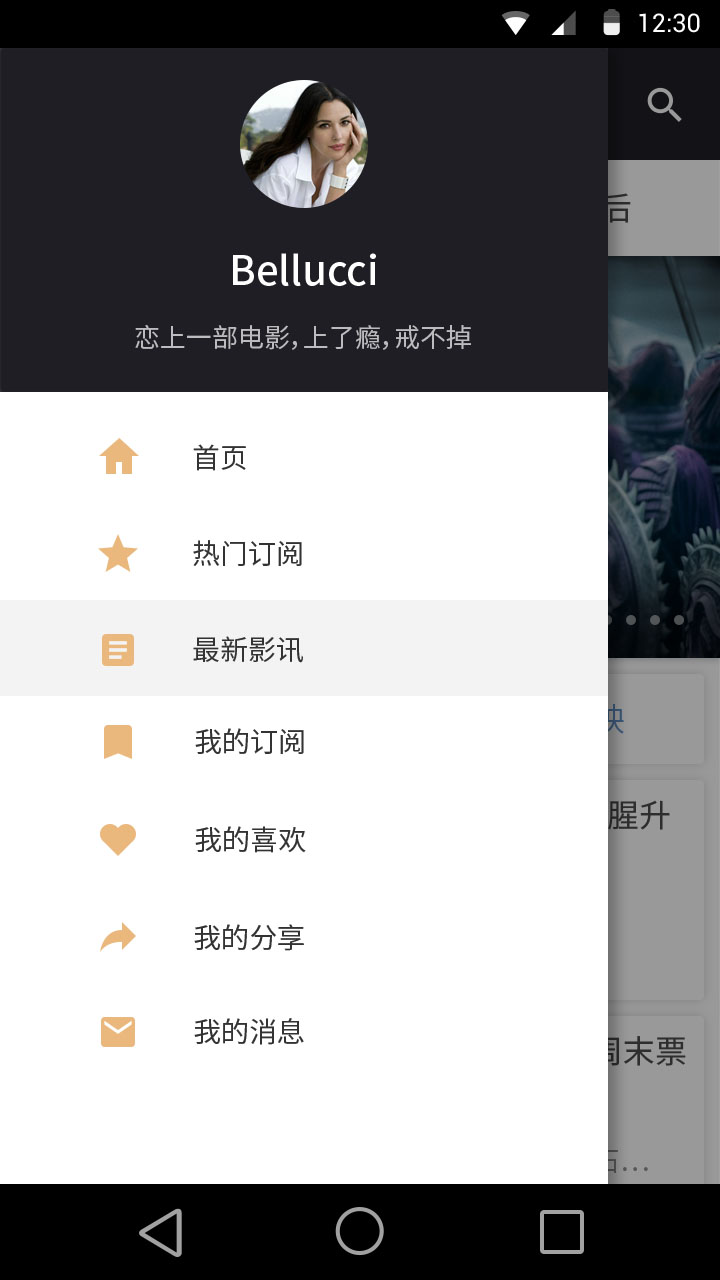 12:30
后
Bellucci
恋上一部电影,上了瘾,戒不掉
首页
热门订阅
最新影讯
我的订阅
映
我的喜欢
腥升
我的分享
我的消息
周末票